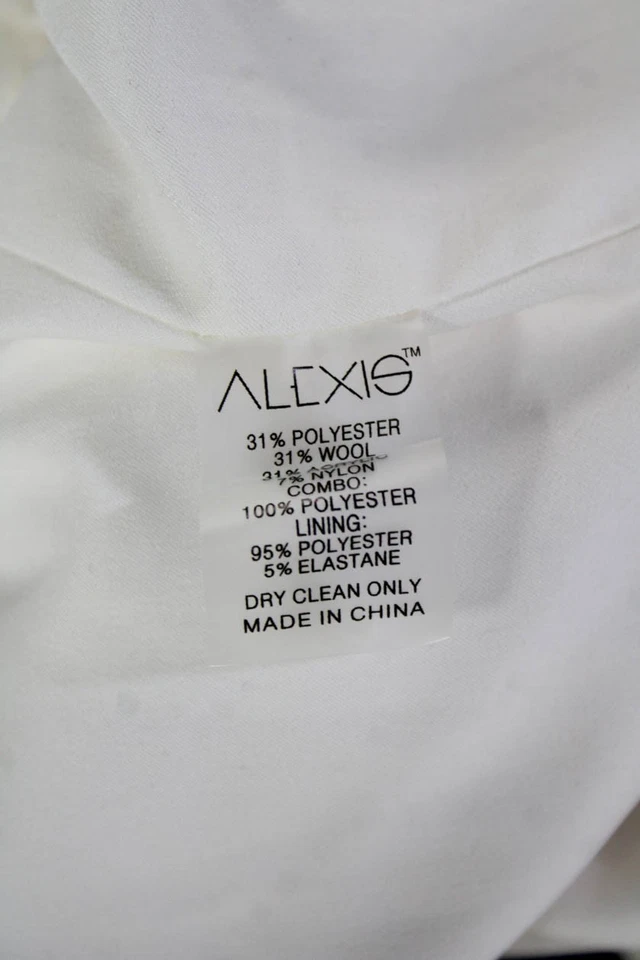 ALEXIS™
31% POLYESTER
31% WOOL
31% ACRYLIC
7% NYLON
COMBO:
100% POLYESTER
LINING:
95% POLYESTER
5% ELASTANE
DRY CLEAN ONLY
MADE IN CHINA